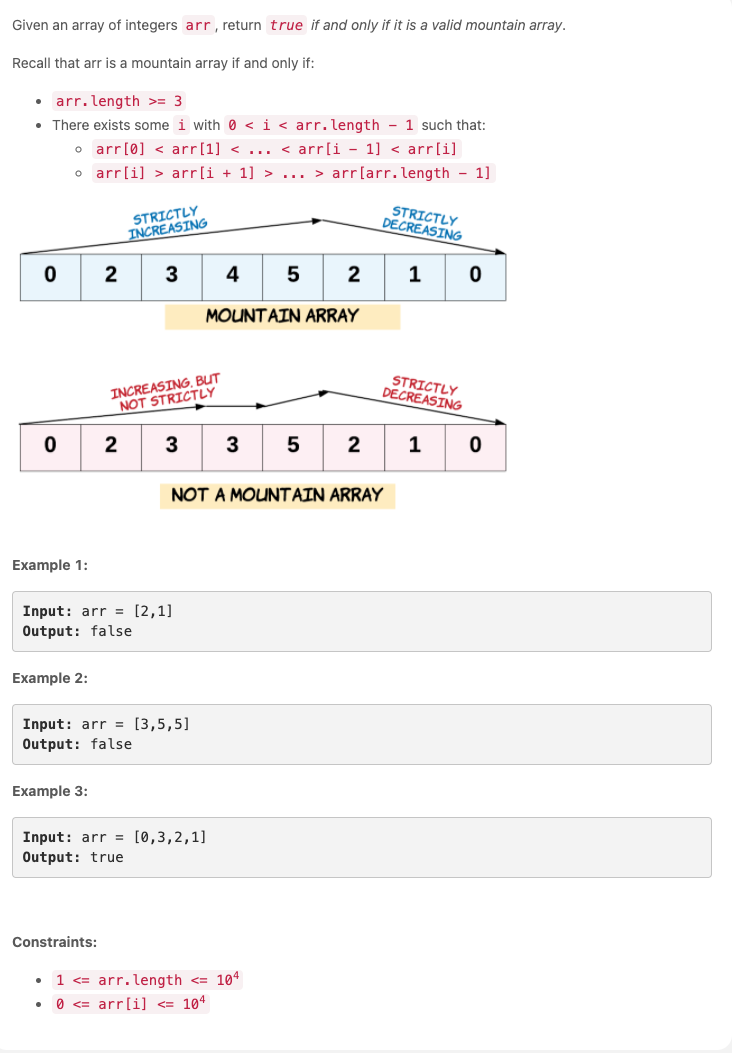 Given an array of integers arr, return true if and only if it is a valid mountain array.
Recall that arr is a mountain array if and only if:
• arr.length >= 3
• There exists some i with 0 < i < arr.length - 1 such that:
◦ arr[0] < arr[1] < ... < arr[i - 1] < arr[i]
◦ arr[i] > arr[i + 1] > ... > arr[arr.length - 1]
STRICTLY
INCREASING
STRICTLY
DECREASING
0 2 3 4 5 2 1 0
MOUNTAIN ARRAY
INCREASING, BUT
NOT STRICTLY
STRICTLY
DECREASING
0 2 3 3 5 2 1 0
NOT A MOUNTAIN ARRAY
Example 1:
Input: arr = [2,1]
Output: false
Example 2:
Input: arr = [3,5,5]
Output: false
Example 3:
Input: arr = [0,3,2,1]
Output: true
Constraints:
• 1 <= arr.length <= 10⁴
• 0 <= arr[i] <= 10⁴